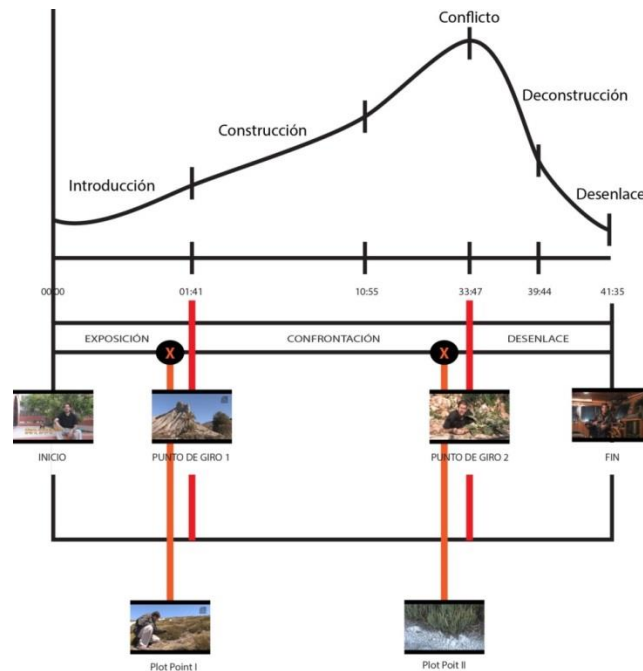 Conflicto
Deconstrucción
Construcción
Introducción
Desenlace
00:00
01:41
10:55
33:47
39:44
41:35
EXPOSICIÓN
CONFRONTACIÓN
DESENLACE
X
X
INICIO
PUNTO DE GIRO 1
PUNTO DE GIRO 2
FIN
Plot Point I
Plot Poit II